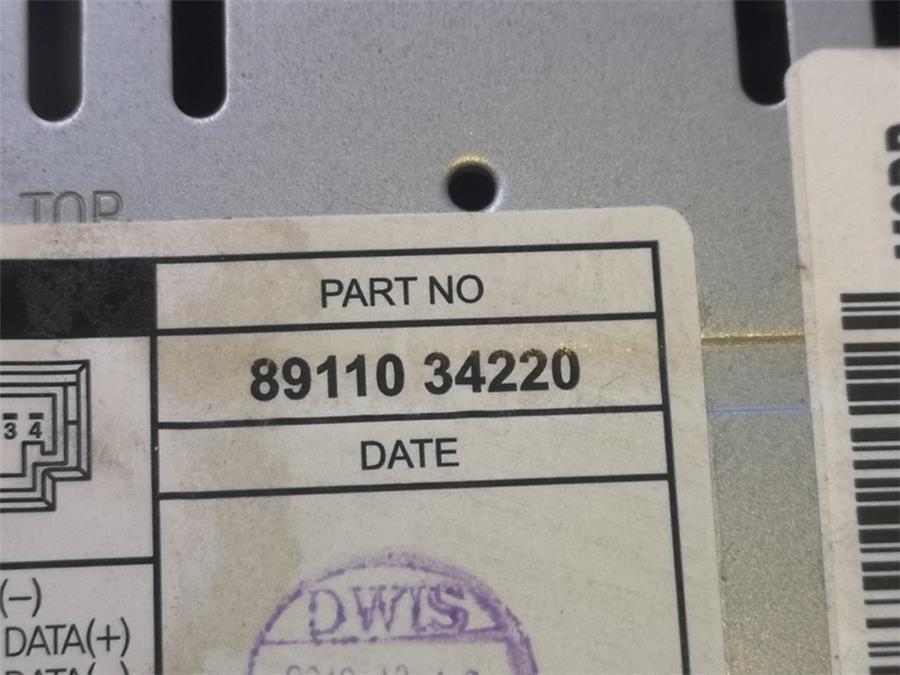 TOP
PART NO
89110 34220
DATE
3 4
(-)
DATA(+)
DWIS